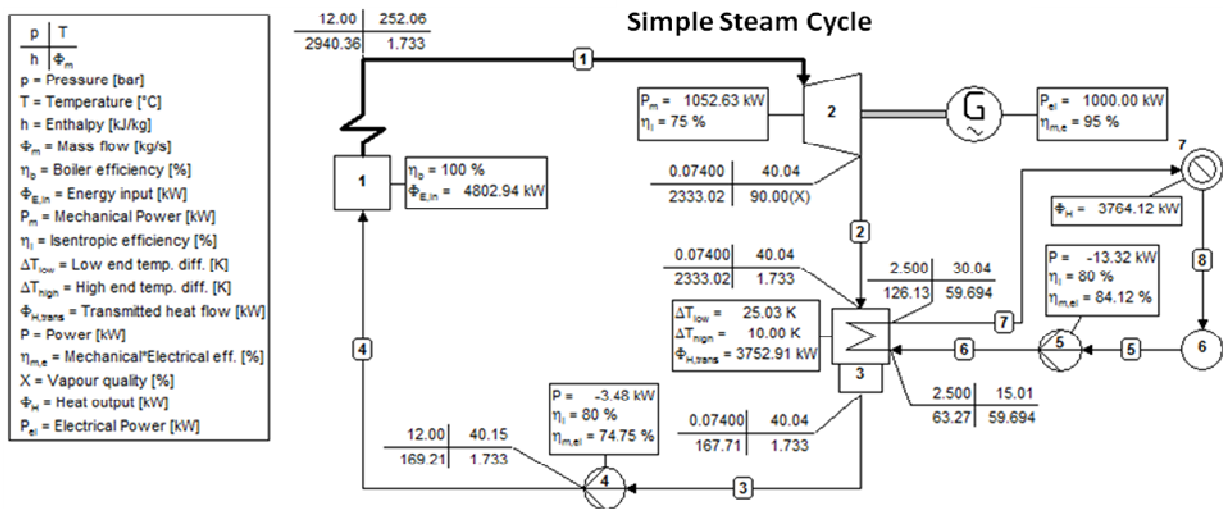 Simple Steam Cycle
p T
h Φm
p = Pressure [bar]
T = Temperature [°C]
h = Enthalpy [kJ/kg]
Φm = Mass flow [kg/s]
ηb = Boiler efficiency [%]
ΦE,in = Energy input [kW]
Pm = Mechanical Power [kW]
ηi = Isentropic efficiency [%]
ΔTlow = Low end temp. diff. [K]
ΔThigh = High end temp. diff. [K]
ΦH,trans = Transmitted heat flow [kW]
P = Power [kW]
ηm,e = Mechanical*Electrical eff. [%]
X = Vapour quality [%]
ΦH = Heat output [kW]
Pel = Electrical Power [kW]
12.00 252.06
2940.36 1.733
1
Pm = 1052.63 kW
ηi = 75 %
2
G
~
Pel = 1000.00 kW
ηm,e = 95 %
1
ηb = 100 %
ΦE,in = 4802.94 kW
0.07400 40.04
2333.02 90.00(X)
7
ΦH = 3764.12 kW
2
0.07400 40.04
2333.02 1.733
2.500 30.04
126.13 59.694
P = -13.32 kW
ηi = 80 %
ηm,el = 84.12 %
8
ΔTlow = 25.03 K
ΔThigh = 10.00 K
ΦH,trans = 3752.91 kW
7
4
3
6
5
5
6
2.500 15.01
63.27 59.694
P = -3.48 kW
ηi = 80 %
ηm,el = 74.75 %
0.07400 40.04
167.71 1.733
12.00 40.15
169.21 1.733
4
3